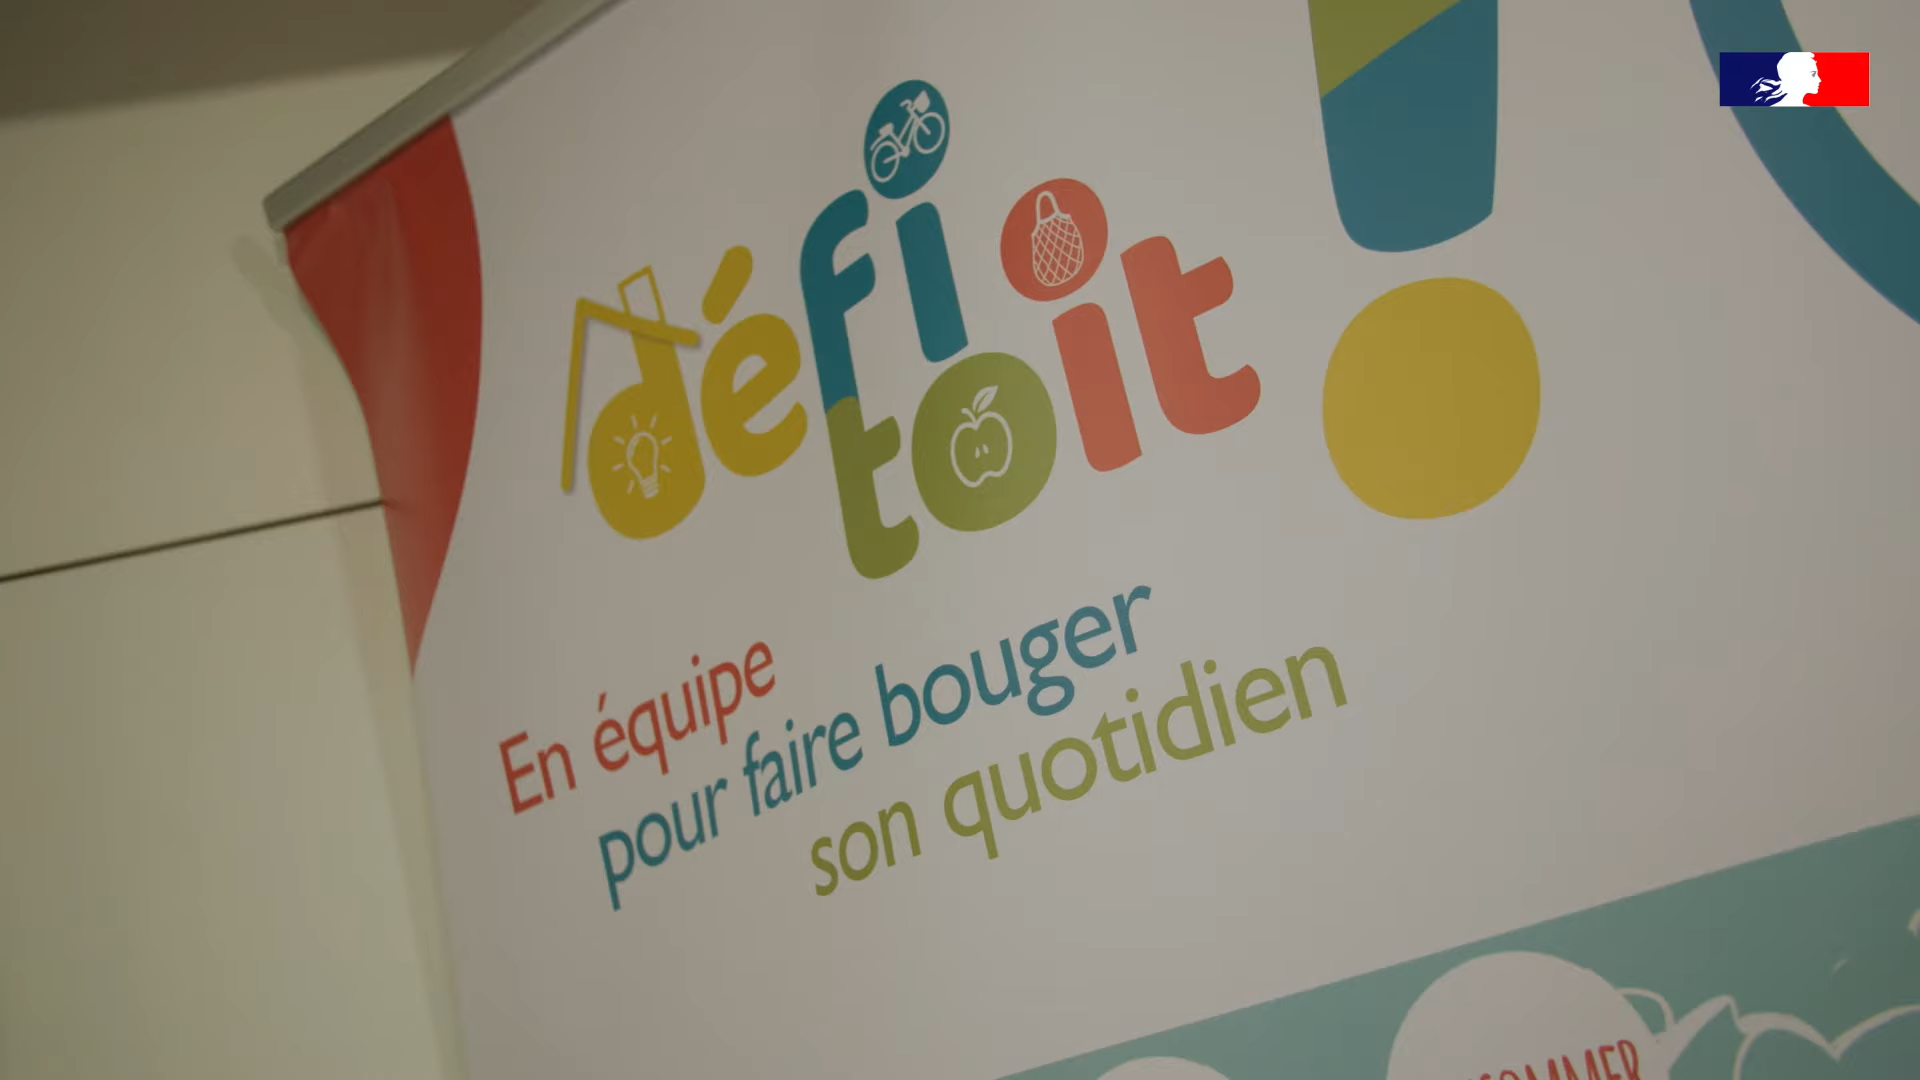 défi
toit
!
En équipe
pour faire bouger
son quotidien